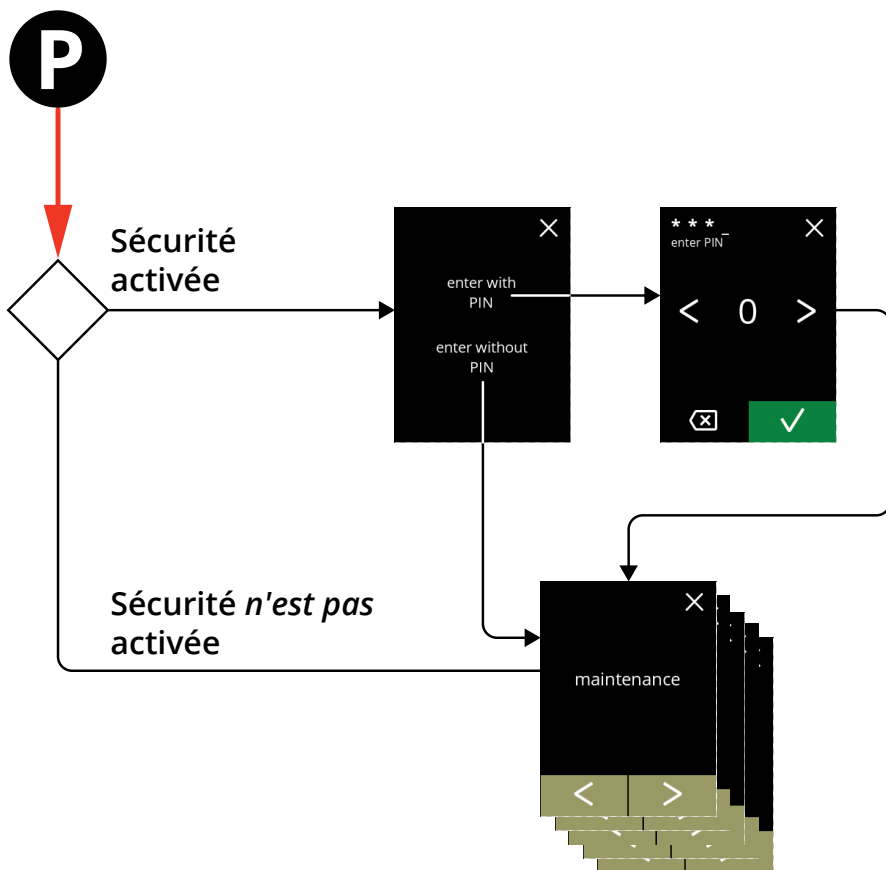 P
Sécurité
activée
enter with
PIN
enter without
PIN
* * * _
enter PIN
0
Sécurité n'est pas
activée
maintenance